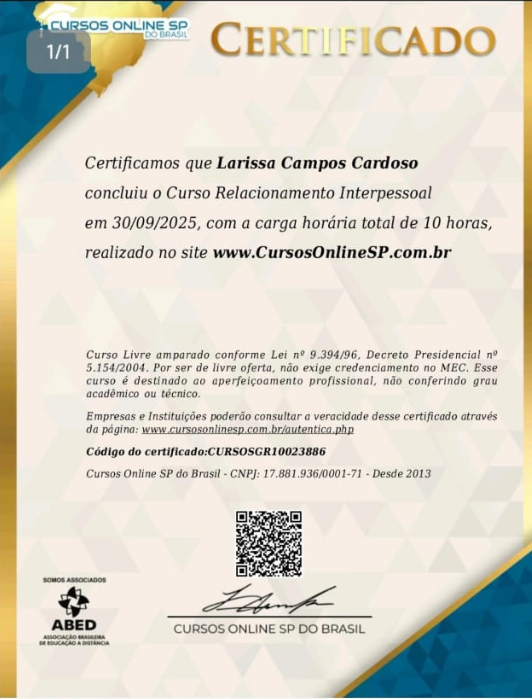 CURSOS ONLINE SP
DO BRASIL
1/1
CERTIFICADO
Certificamos que Larissa Campos Cardoso
concluiu o Curso Relacionamento Interpessoal
em 30/09/2025, com a carga horária total de 10 horas,
realizado no site www.CursosOnlineSP.com.br
Curso Livre amparado conforme Lei nº 9.394/96, Decreto Presidencial nº
5.154/2004. Por ser de livre oferta, não exige credenciamento no MEC. Esse
curso é destinado ao aperfeiçoamento profissional, não conferindo grau
acadêmico ou técnico.
Empresas e Instituições poderão consultar a veracidade desse certificado através
da página: www.cursosonlinesp.com.br/autentica.php
Código do certificado:CURSOSGR10023886
Cursos Online SP do Brasil - CNPJ: 17.881.936/0001-71 - Desde 2013
SOMOS ASSOCIADOS
ABED
ASSOCIAÇÃO BRASILEIRA
DE EDUCAÇÃO A DISTÂNCIA
CURSOS ONLINE SP DO BRASIL